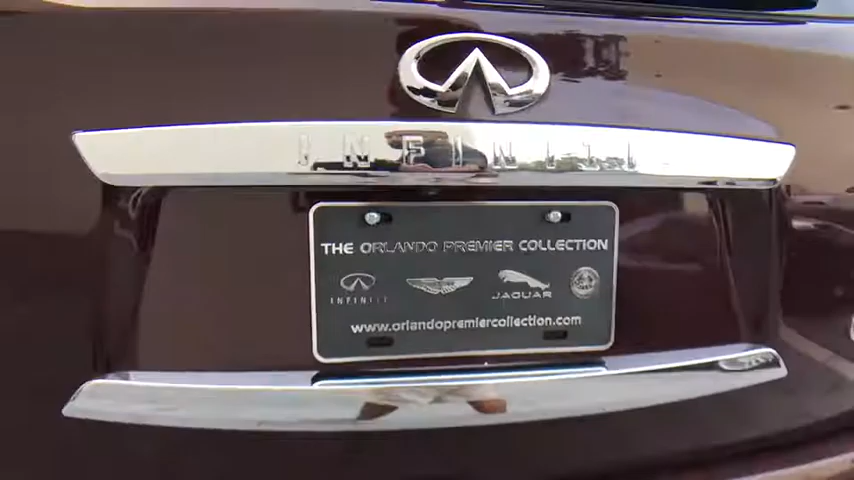 INFINITI
THE ORLANDO PREMIER COLLECTION
INFINITI JAGUAR
www.orlandopremiercollection.com